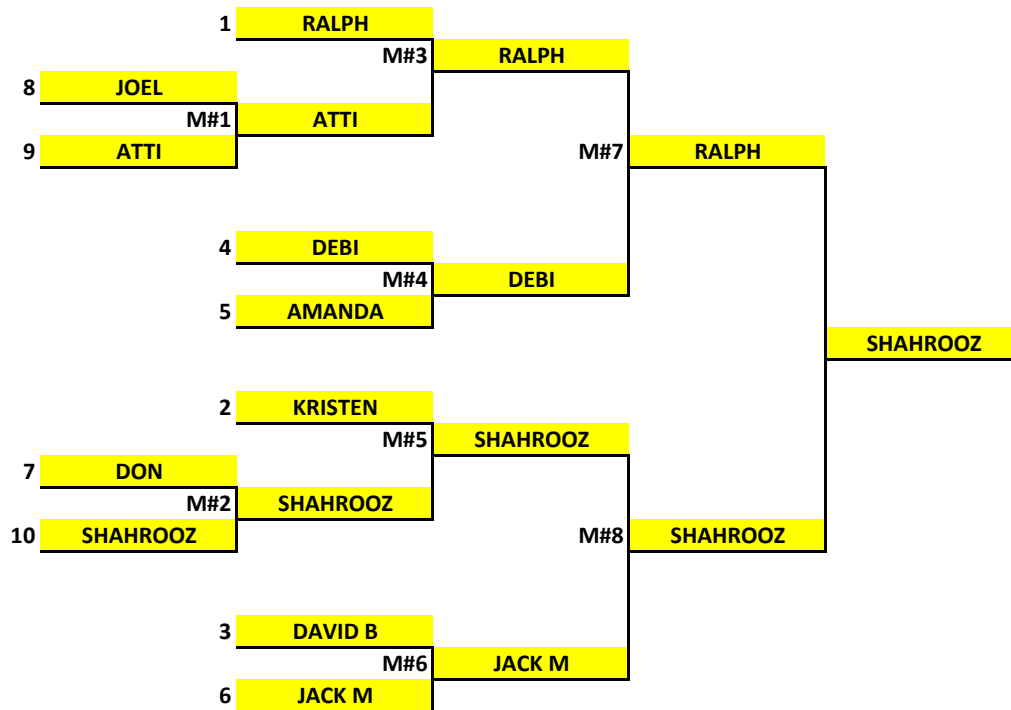 1 RALPH
M#3 RALPH
8 JOEL
M#1 ATTI
9 ATTI
M#7 RALPH
4 DEBI
M#4 DEBI
5 AMANDA
SHAHROOZ
2 KRISTEN
M#5 SHAHROOZ
7 DON
M#2 SHAHROOZ
10 SHAHROOZ
M#8 SHAHROOZ
3 DAVID B
M#6 JACK M
6 JACK M